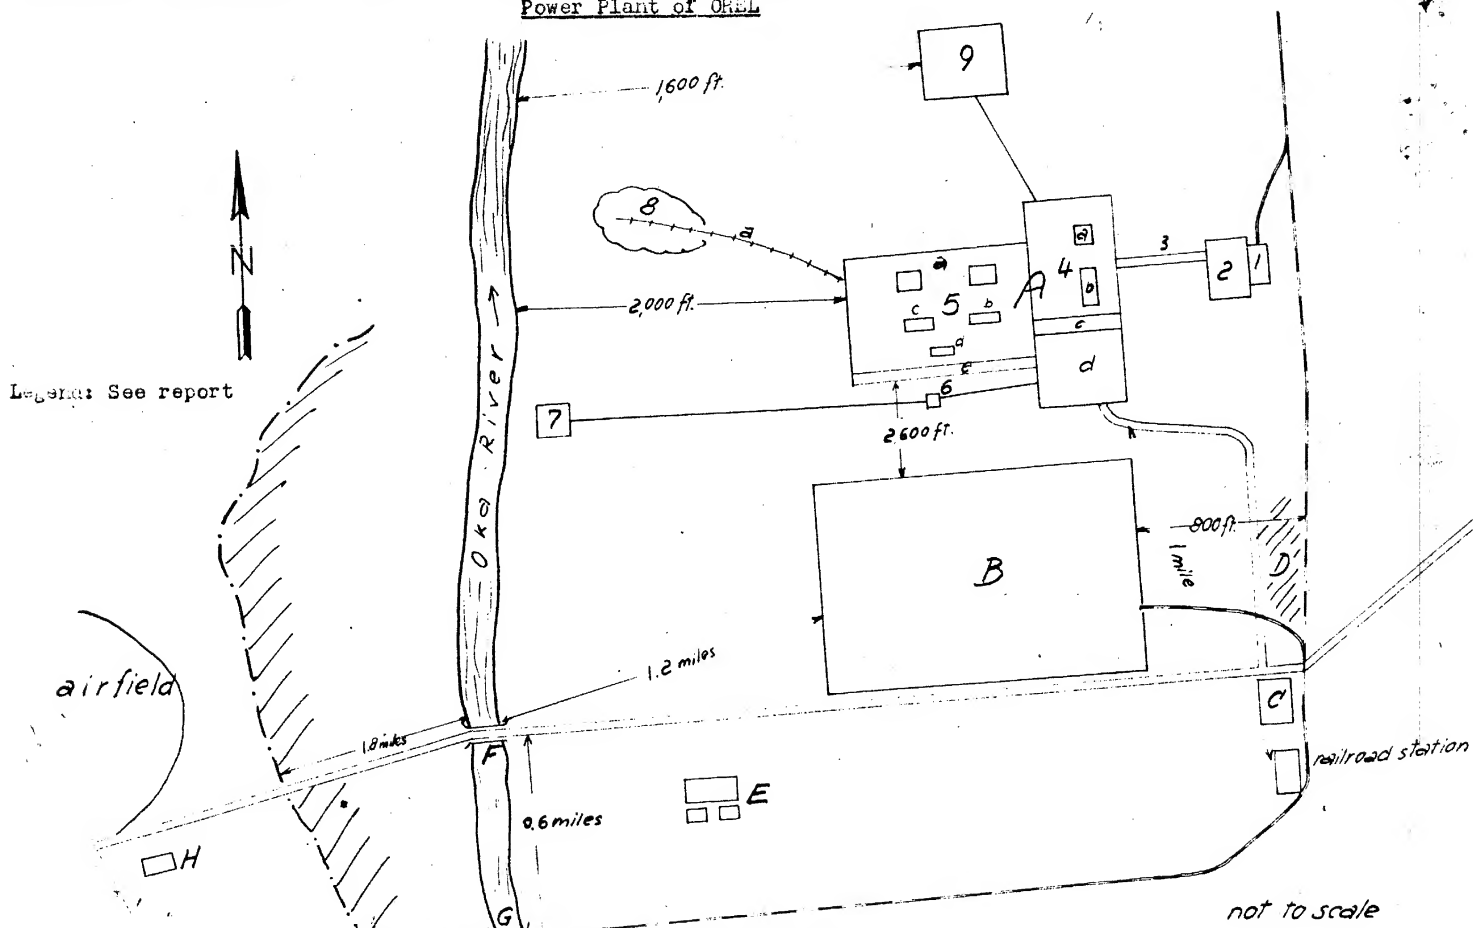 Power Plant of OREL
9
1,600 ft.
8
a
N
2,000 ft.
a
c
5
b
d
e
A
4
a
b
c
d
3
2
1
Legend: See report
Oka River →
6
7
2,600 ft.
B
800 ft.
1 mile
D
airfield
1.2 miles
1.8 miles
F
C
railroad station
E
0.6 miles
H
G
not to scale